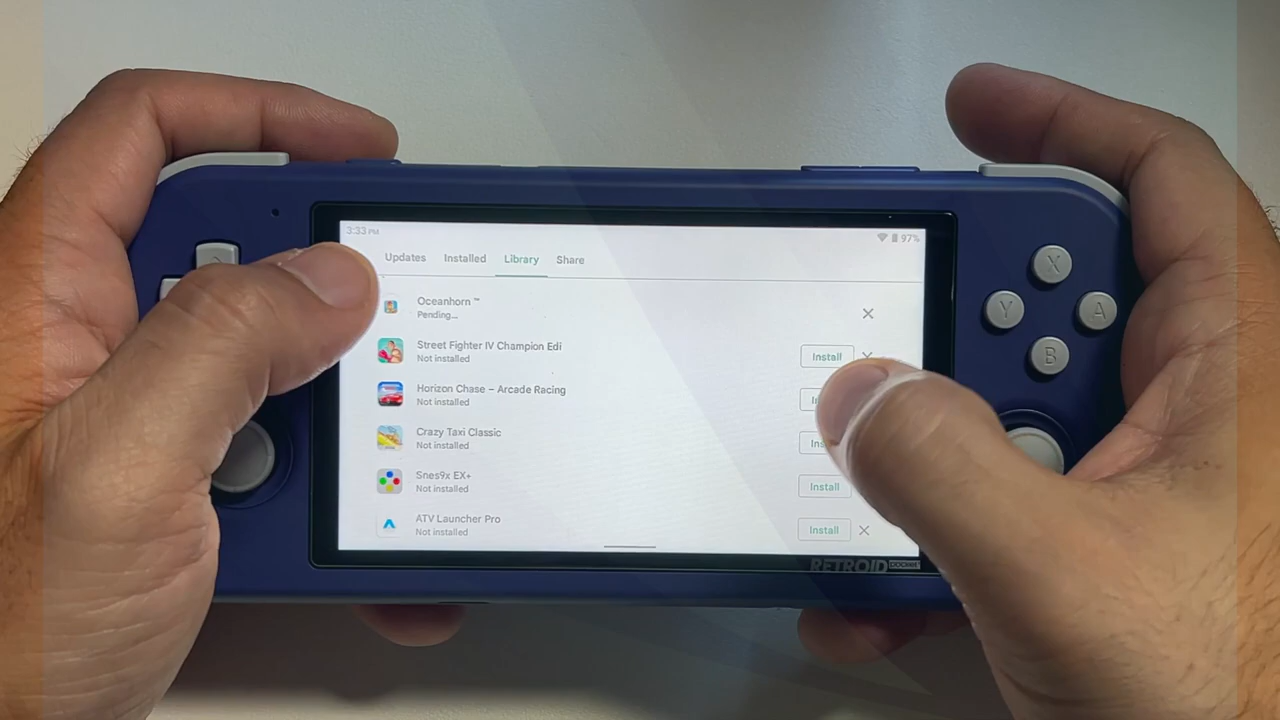 3:33 PM
97%
Updates Installed Library Share
Oceanhorn ™
Pending...
Street Fighter IV Champion Edi
Not installed
Install
Horizon Chase – Arcade Racing
Not installed
Crazy Taxi Classic
Not installed
Snes9x EX+
Not installed
Install
ATV Launcher Pro
Not installed
Install
RETROID pocket
X
Y
A
B